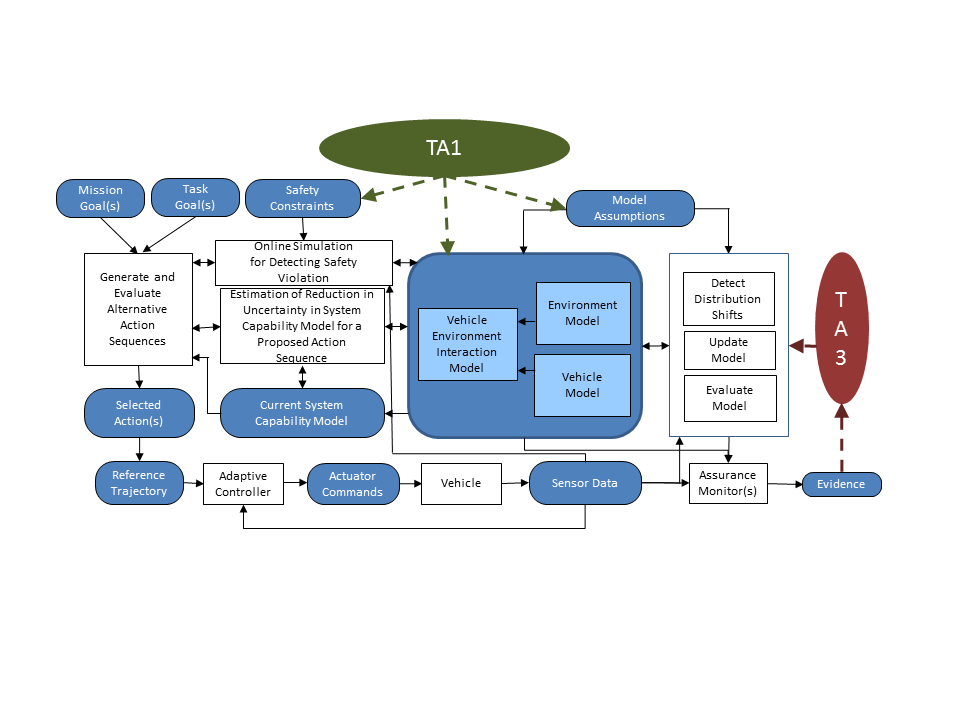 TA1
Mission
Goal(s)
Task
Goal(s)
Safety
Constraints
Model
Assumptions
Online Simulation
for Detecting Safety
Violation
Generate and
Evaluate
Alternative
Action
Sequences
Estimation of Reduction in
Uncertainty in System
Capability Model for a
Proposed Action
Sequence
Vehicle
Environment
Interaction
Model
Environment
Model
Vehicle
Model
Detect
Distribution
Shifts
Update
Model
Evaluate
Model
T
A
3
Selected
Action(s)
Current System
Capability Model
Reference
Trajectory
Adaptive
Controller
Actuator
Commands
Vehicle
Sensor Data
Assurance
Monitor(s)
Evidence